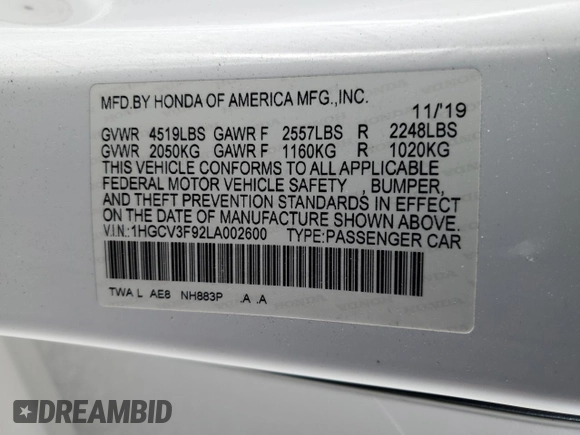 MFD.BY HONDA OF AMERICA MFG.,INC.
11/'19
GVWR 4519LBS GAWR F 2557LBS R 2248LBS
GVWR 2050KG GAWR F 1160KG R 1020KG
THIS VEHICLE CONFORMS TO ALL APPLICABLE
FEDERAL MOTOR VEHICLE SAFETY , BUMPER,
AND THEFT PREVENTION STANDARDS IN EFFECT
ON THE DATE OF MANUFACTURE SHOWN ABOVE.
V.I.N.:1HGCV3F92LA002600 TYPE:PASSENGER CAR
TWA L AE8 NH883P .A .A
DREAMBID